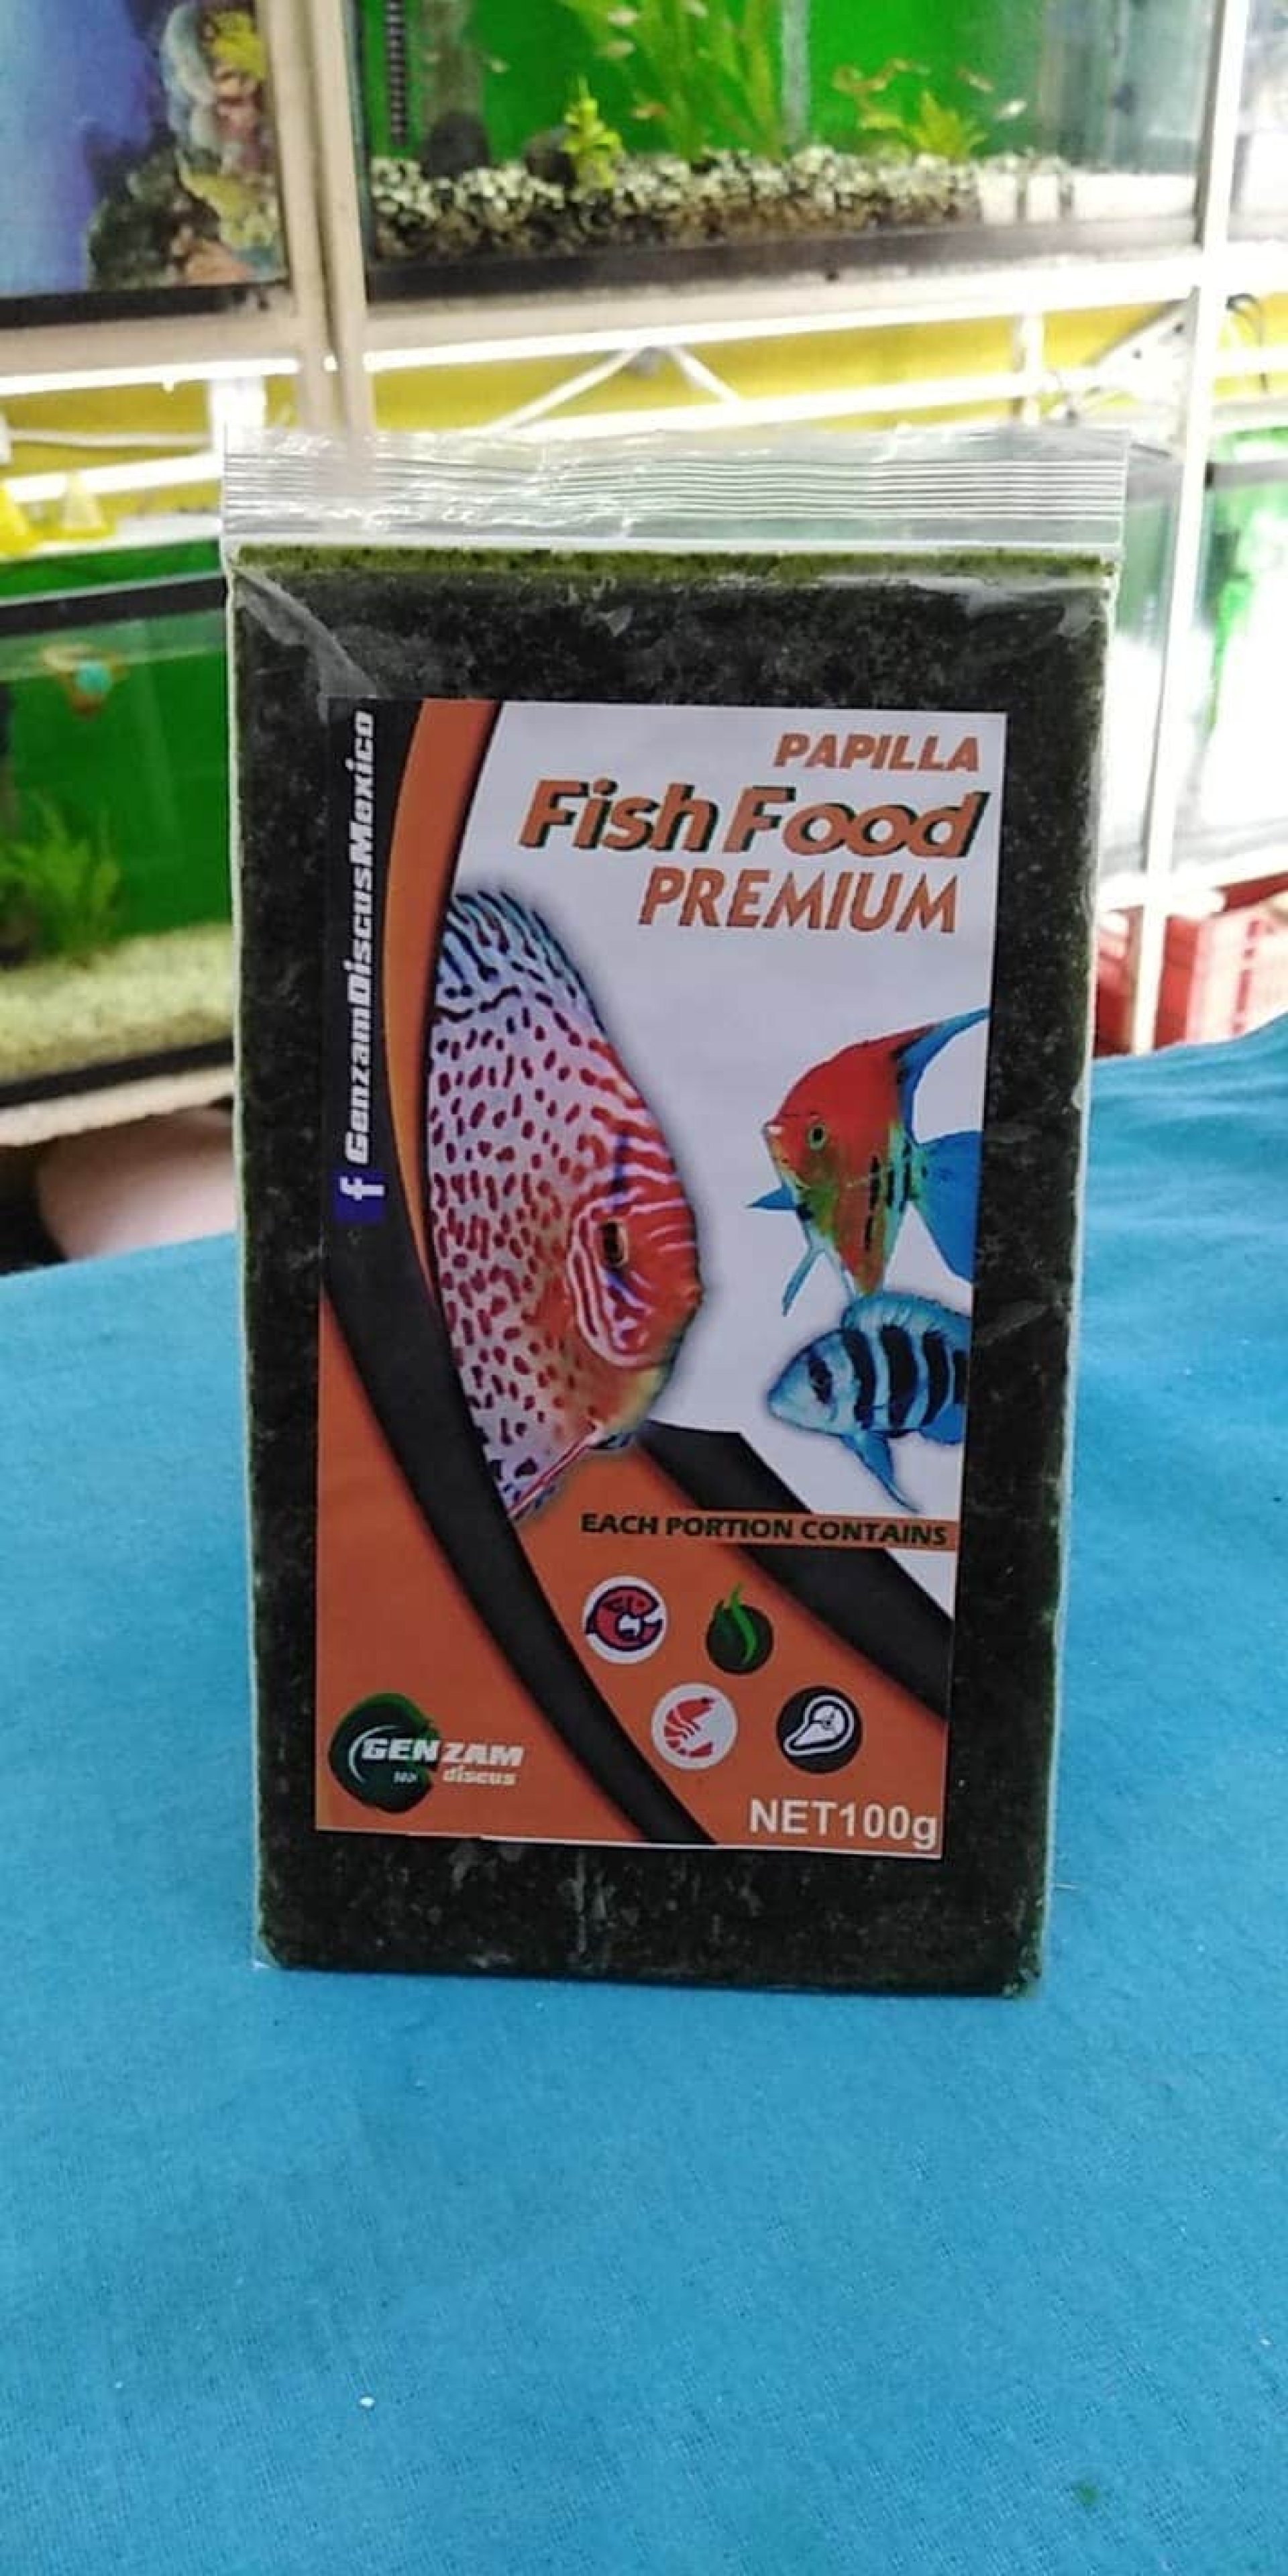 PAPILLA
Fish Food
PREMIUM
f GenzamDiscusMexico
EACH PORTION CONTAINS
GENZAM
discus
NET100g